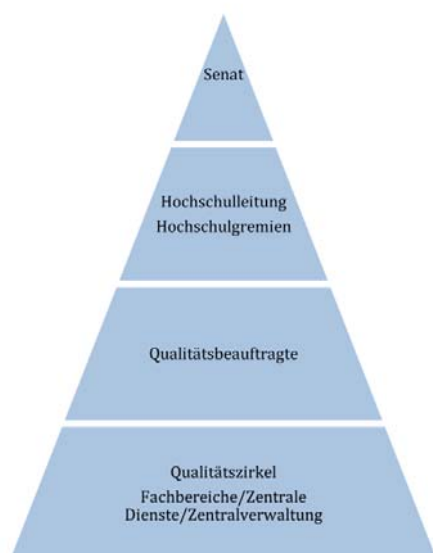 Senat
Hochschulleitung
Hochschulgremien
Qualitätsbeauftragte
Qualitätszirkel
Fachbereiche/Zentrale
Dienste/Zentralverwaltung